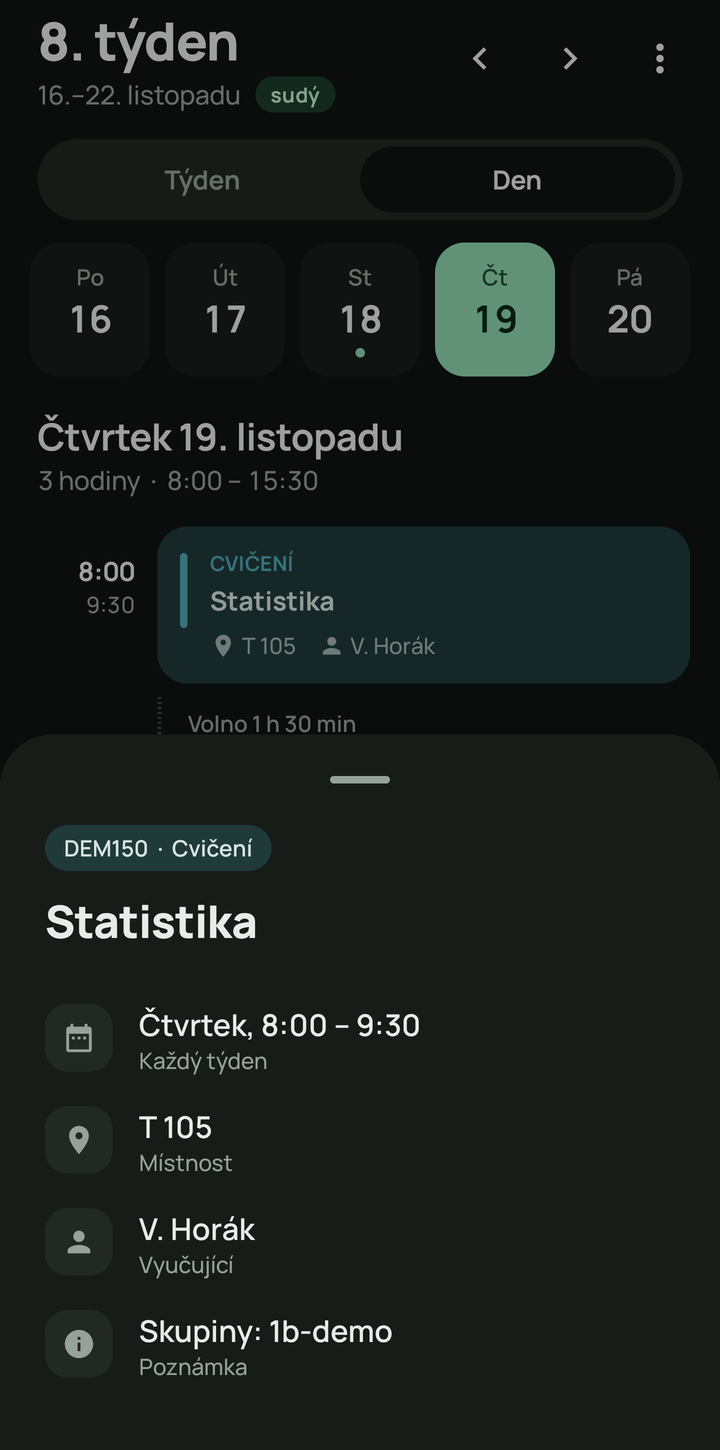 8. týden
16.–22. listopadu sudý
Týden Den
Po Út St Čt Pá
16 17 18 19 20
Čtvrtek 19. listopadu
3 hodiny · 8:00 – 15:30
8:00
9:30
CVIČENÍ
Statistika
T 105 V. Horák
Volno 1 h 30 min
DEM150 · Cvičení
Statistika
Čtvrtek, 8:00 – 9:30
Každý týden
T 105
Místnost
V. Horák
Vyučující
Skupiny: 1b-demo
Poznámka